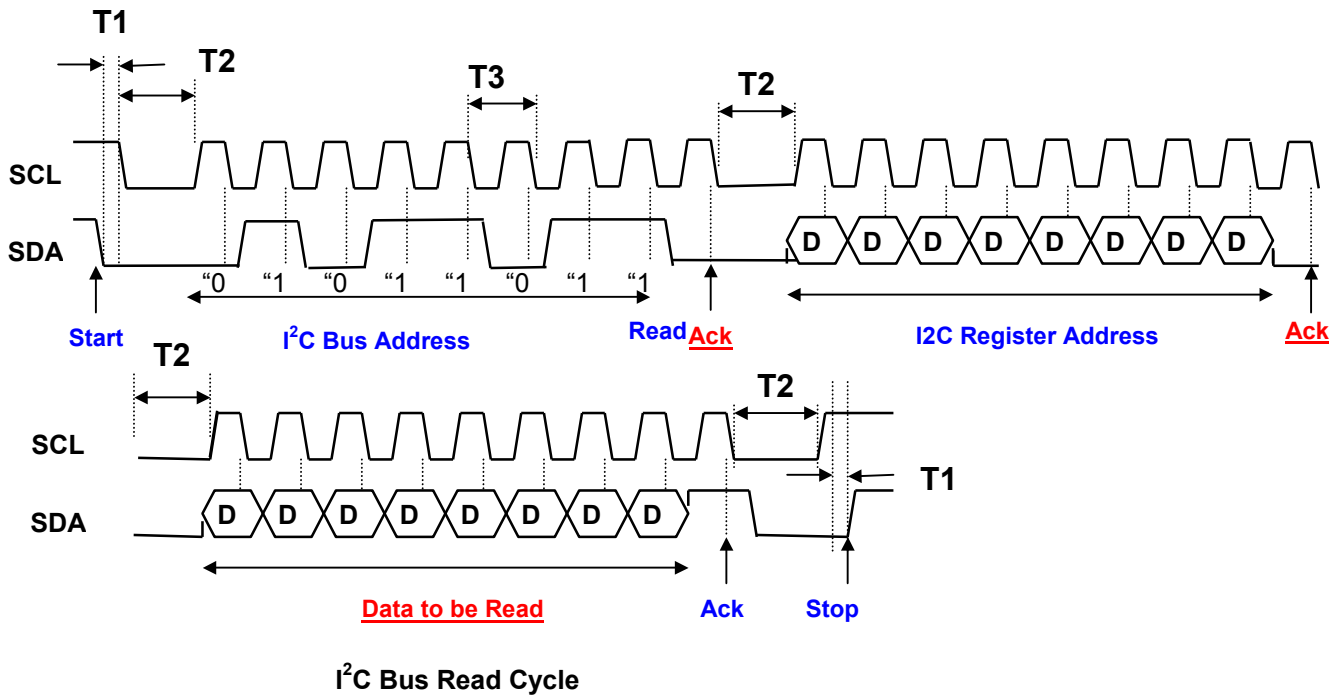 T1
T2
T3
T2
SCL
SDA
D D D D D D D D
“0 “1 “0 “1 “1 “0 “1 “1
Start
I²C Bus Address
Read Ack
I2C Register Address
Ack
T2
T2
SCL
T1
SDA
D D D D D D D D
Data to be Read
Ack
Stop
I²C Bus Read Cycle